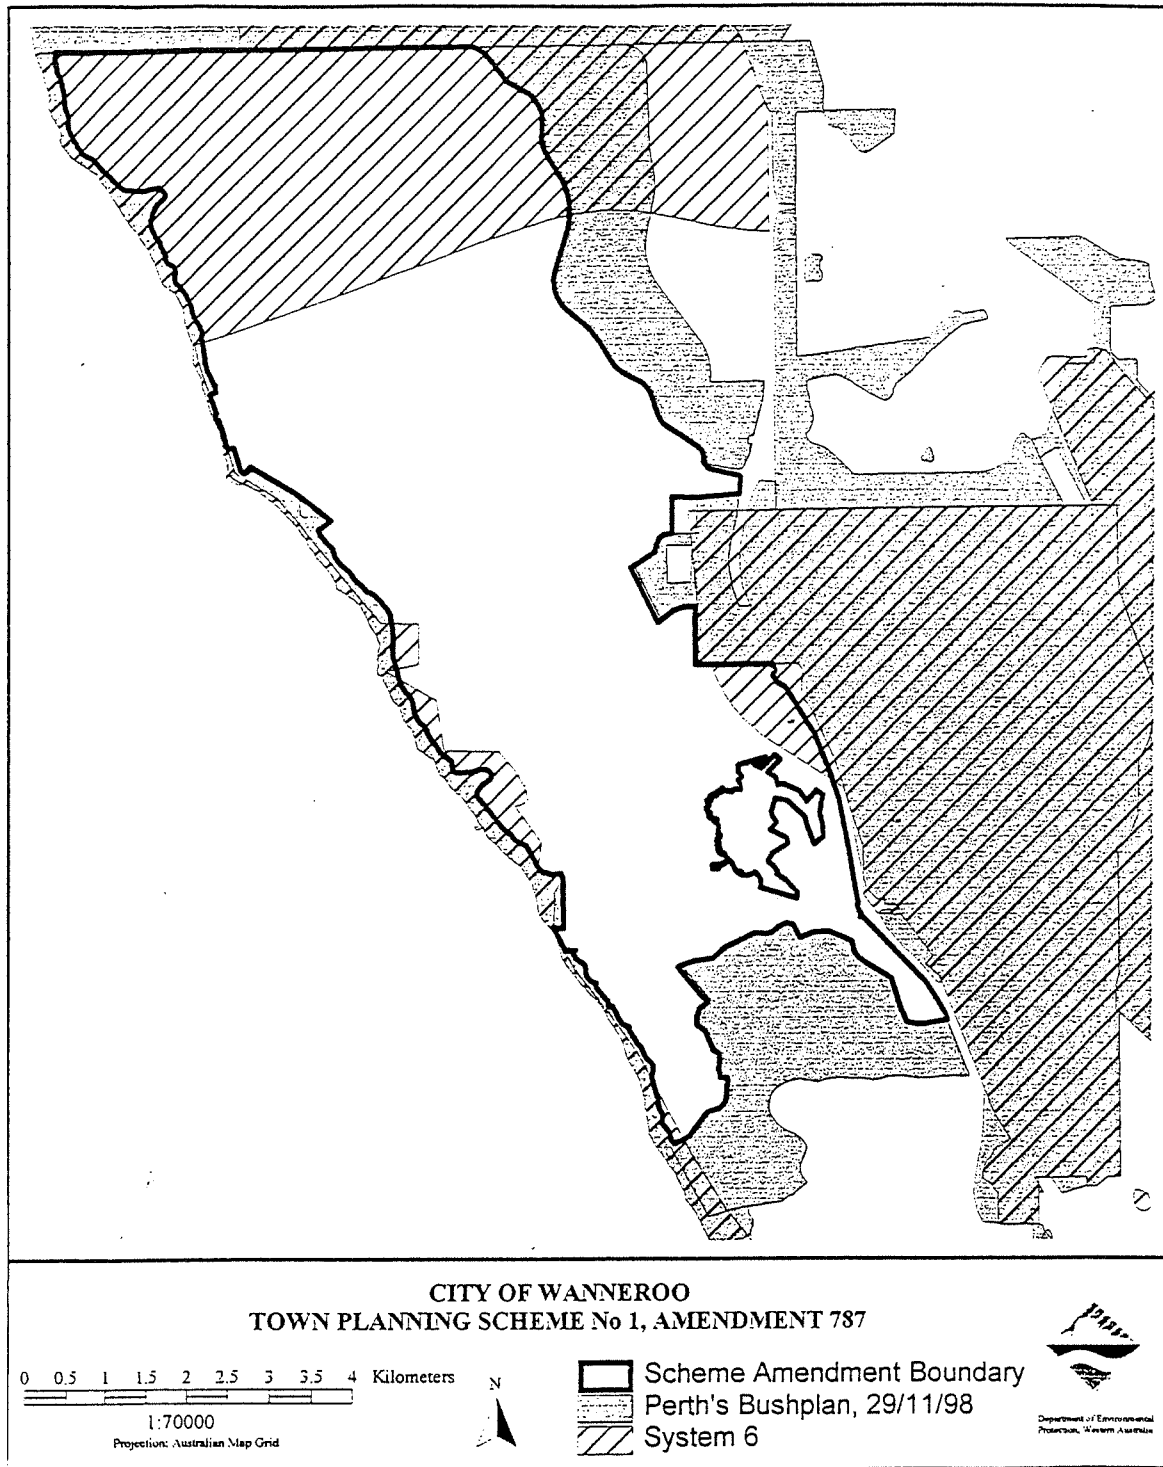 CITY OF WANNEROO
TOWN PLANNING SCHEME No 1, AMENDMENT 787
0 0.5 1 1.5 2 2.5 3 3.5 4 Kilometers
1:70000
Projection: Australian Map Grid
N
Scheme Amendment Boundary
Perth's Bushplan, 29/11/98
System 6
Department of Environmental
Protection, Western Australia